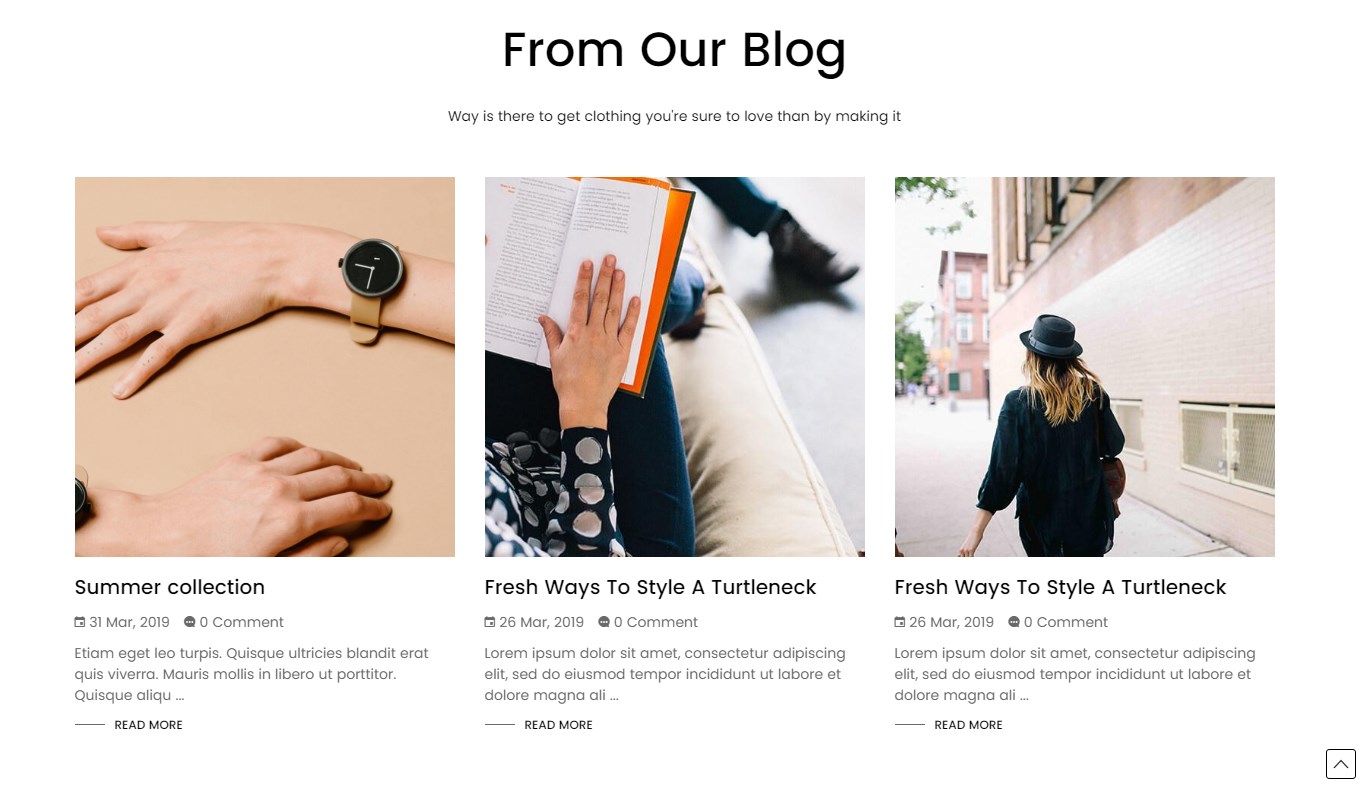 From Our Blog
Way is there to get clothing you're sure to love than by making it
Summer collection
31 Mar, 2019 0 Comment
Etiam eget leo turpis. Quisque ultricies blandit erat
quis viverra. Mauris mollis in libero ut porttitor.
Quisque aliqu ...
READ MORE
Fresh Ways To Style A Turtleneck
26 Mar, 2019 0 Comment
Lorem ipsum dolor sit amet, consectetur adipiscing
elit, sed do eiusmod tempor incididunt ut labore et
dolore magna ali ...
READ MORE
Fresh Ways To Style A Turtleneck
26 Mar, 2019 0 Comment
Lorem ipsum dolor sit amet, consectetur adipiscing
elit, sed do eiusmod tempor incididunt ut labore et
dolore magna ali ...
READ MORE